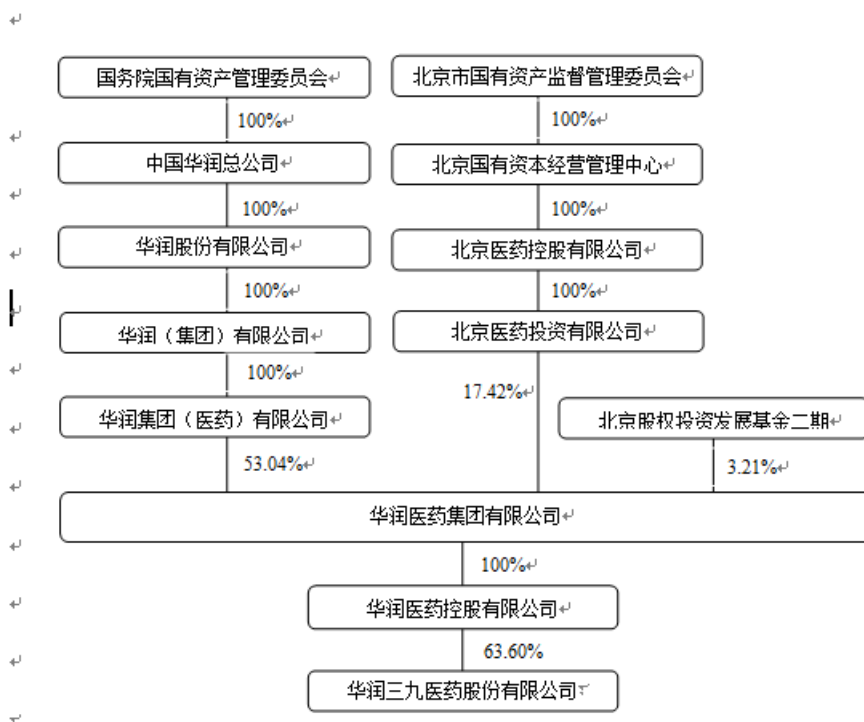 国务院国有资产管理委员会
北京市国有资产监督管理委员会
100%
100%
中国华润总公司
北京国有资本经营管理中心
100%
100%
华润股份有限公司
北京医药控股有限公司
100%
100%
华润（集团）有限公司
北京医药投资有限公司
100%
17.42%
华润集团（医药）有限公司
北京股权投资发展基金二期
53.04%
3.21%
华润医药集团有限公司
100%
华润医药控股有限公司
63.60%
华润三九医药股份有限公司